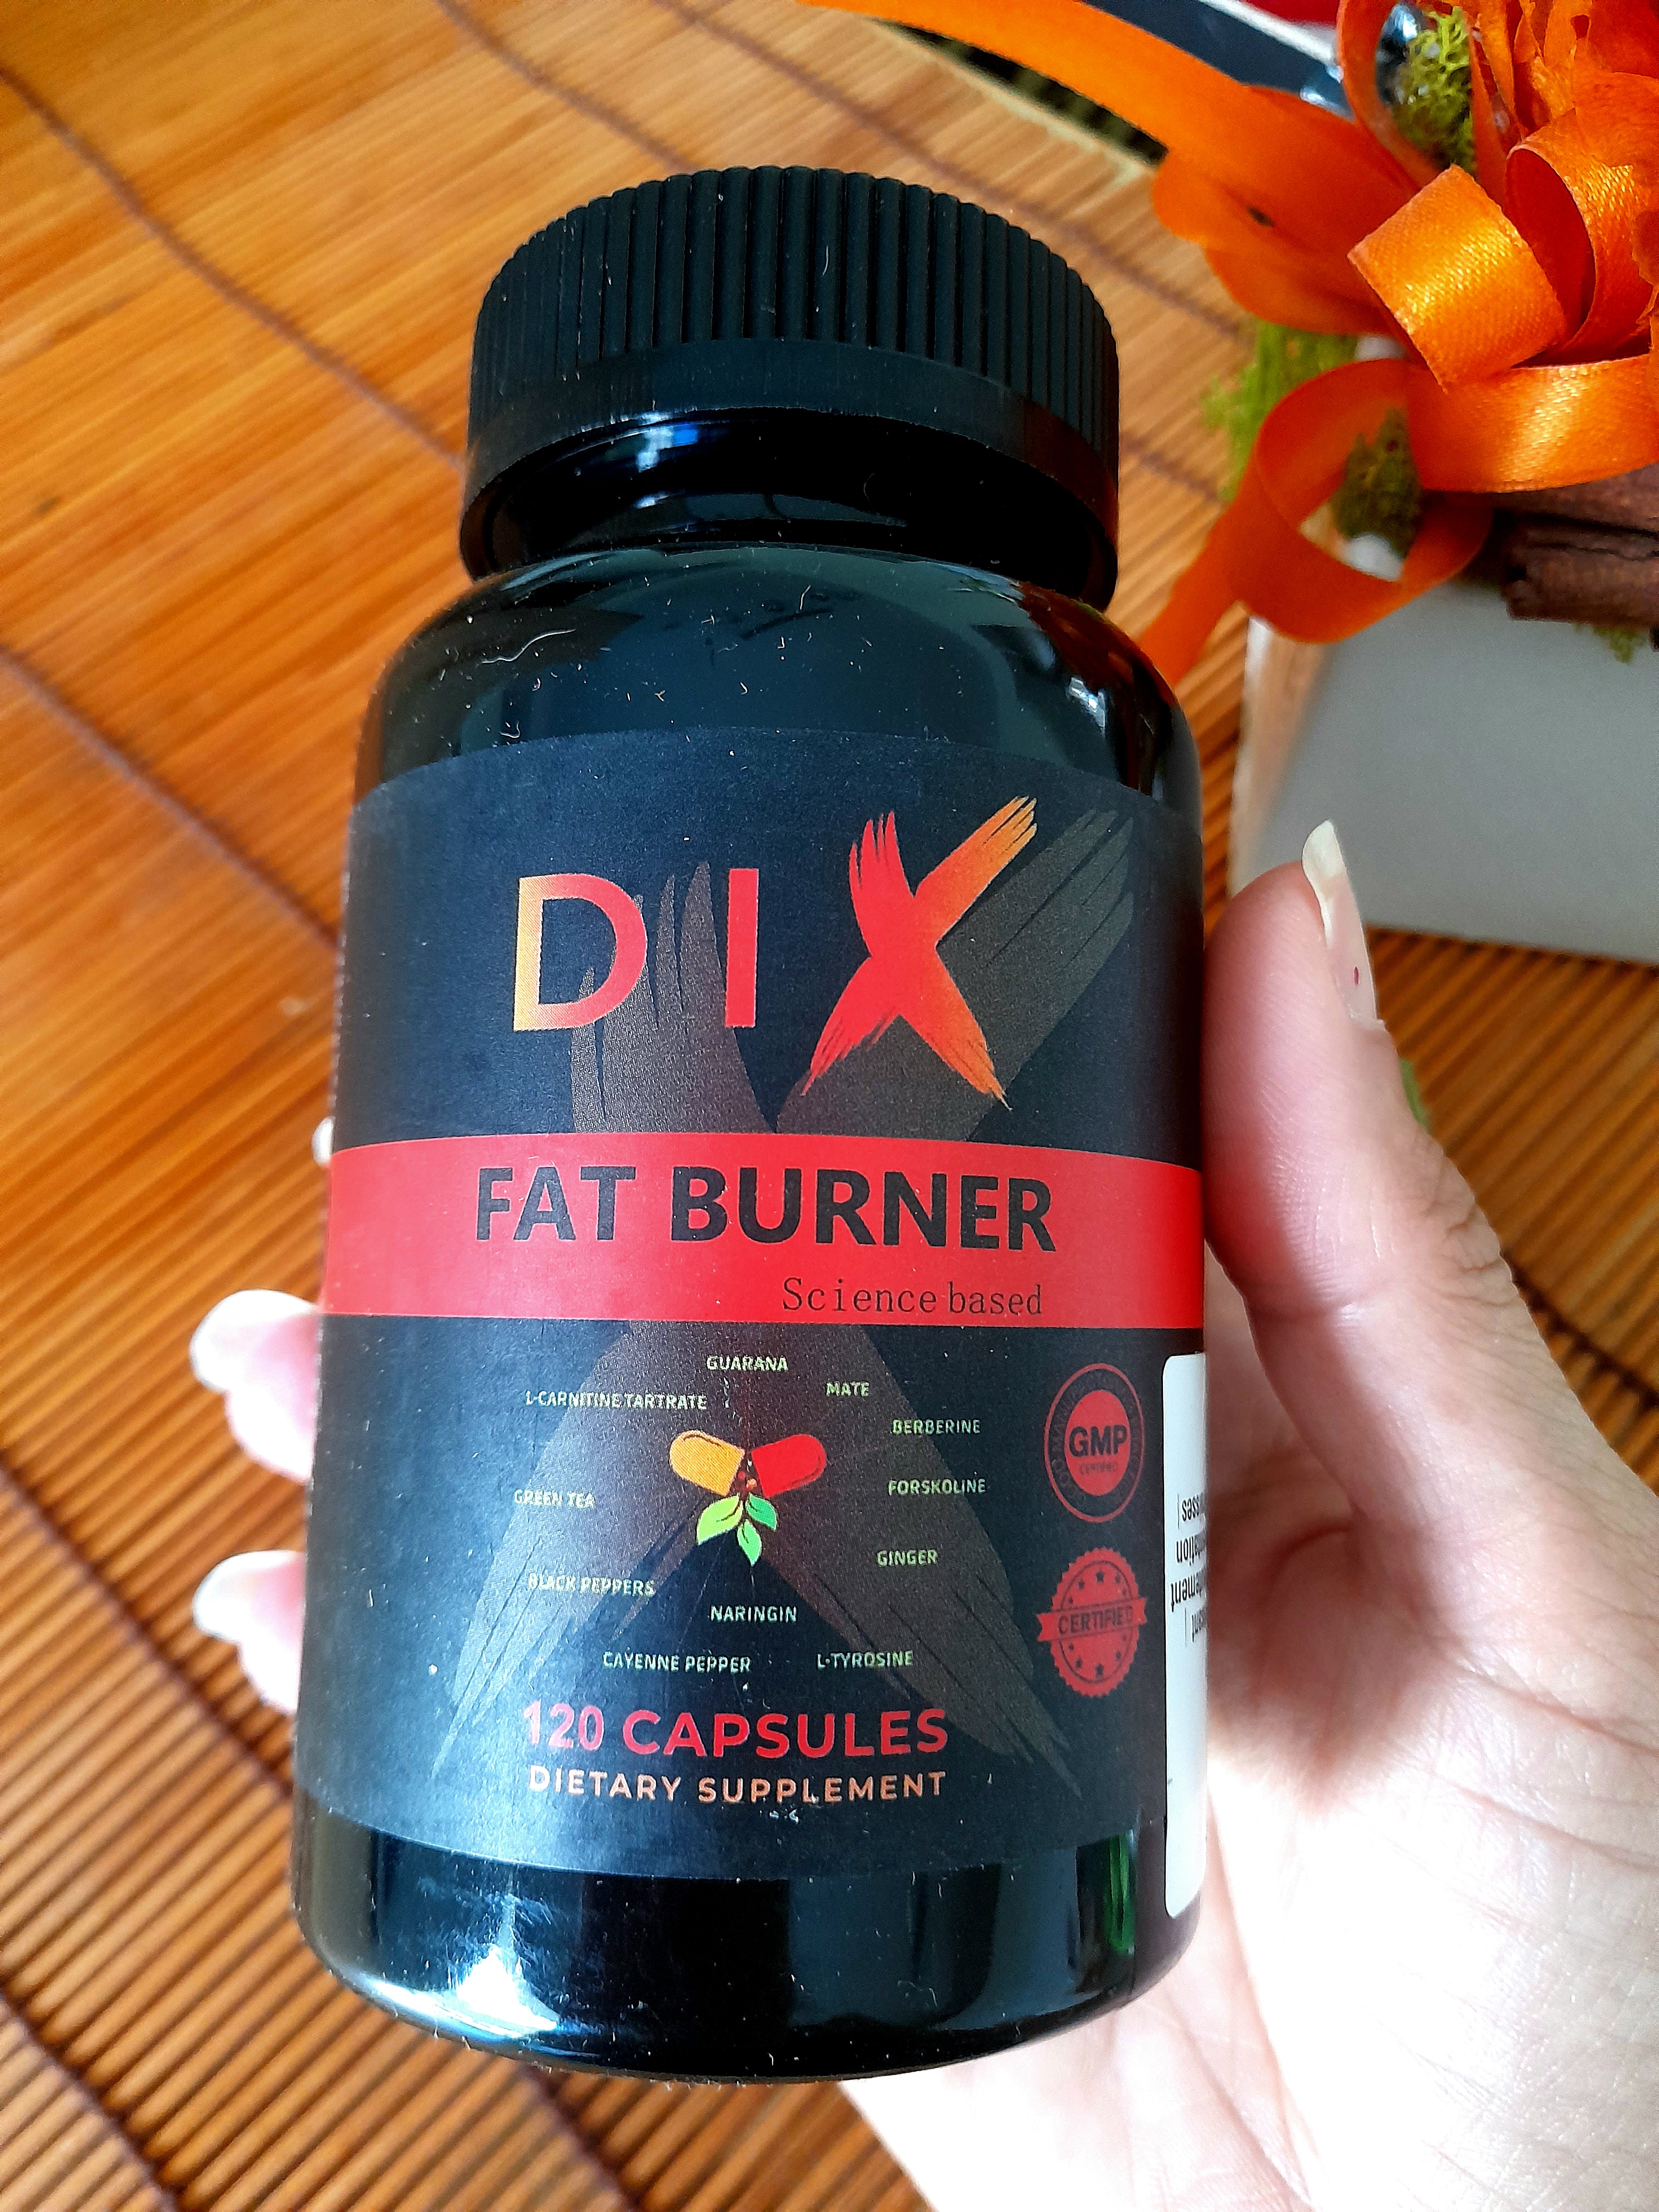 DIX
FAT BURNER
Science based
GUARANA
L-CARNITINE TARTRATE
MATE
BERBERINE
GREEN TEA
FORSKOLINE
GINGER
BLACK PEPPERS
NARINGIN
CAYENNE PEPPER
L-TYROSINE
GMP
CERTIFIED
CERTIFIED
120 CAPSULES
DIETARY SUPPLEMENT